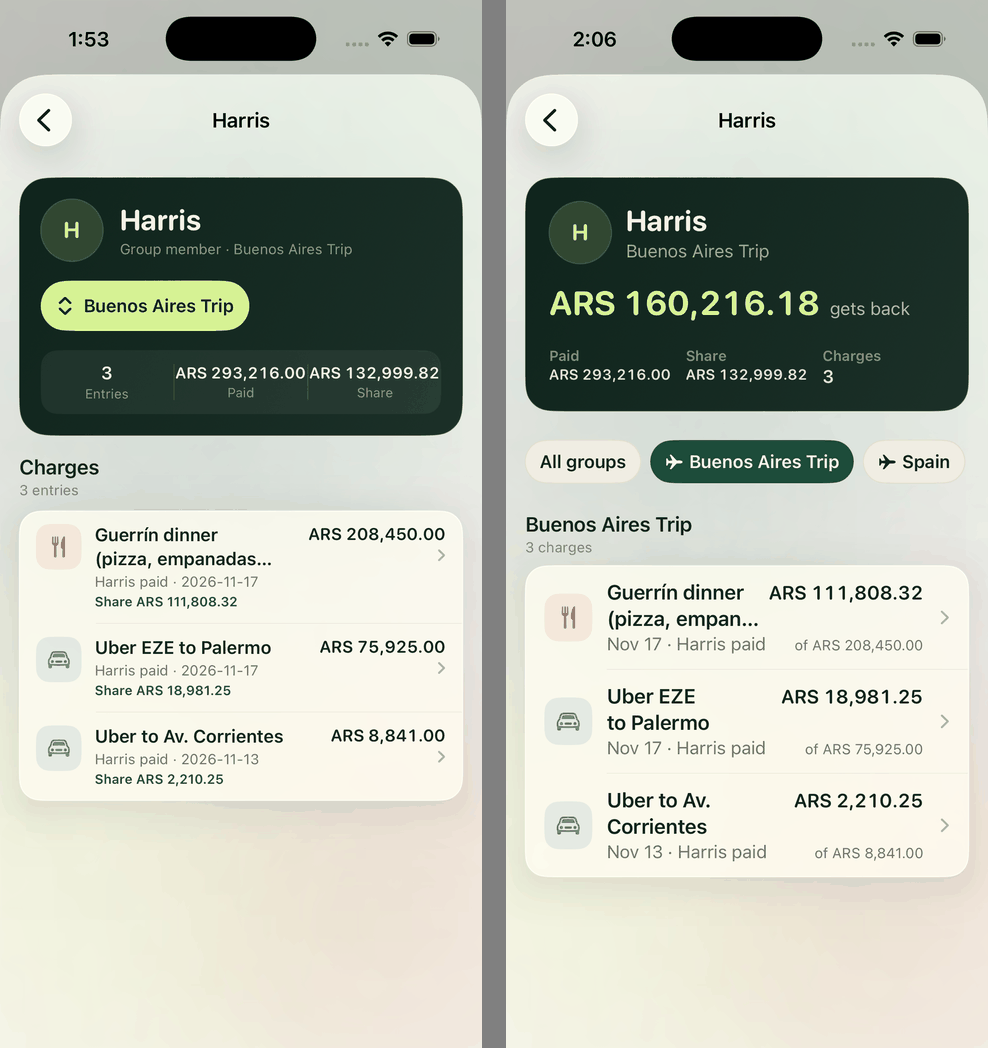 1:53
Harris
H
Harris
Group member · Buenos Aires Trip
Buenos Aires Trip
3
Entries
ARS 293,216.00
Paid
ARS 132,999.82
Share
Charges
3 entries
Guerrín dinner
(pizza, empanadas...
Harris paid · 2026-11-17
Share ARS 111,808.32
ARS 208,450.00
Uber EZE to Palermo
Harris paid · 2026-11-17
Share ARS 18,981.25
ARS 75,925.00
Uber to Av. Corrientes
Harris paid · 2026-11-13
Share ARS 2,210.25
ARS 8,841.00
2:06
Harris
H
Harris
Buenos Aires Trip
ARS 160,216.18 gets back
Paid
ARS 293,216.00
Share
ARS 132,999.82
Charges
3
All groups
Buenos Aires Trip
Spain
Buenos Aires Trip
3 charges
Guerrín dinner
(pizza, empan...
Nov 17 · Harris paid
ARS 111,808.32
of ARS 208,450.00
Uber EZE
to Palermo
Nov 17 · Harris paid
ARS 18,981.25
of ARS 75,925.00
Uber to Av.
Corrientes
Nov 13 · Harris paid
ARS 2,210.25
of ARS 8,841.00